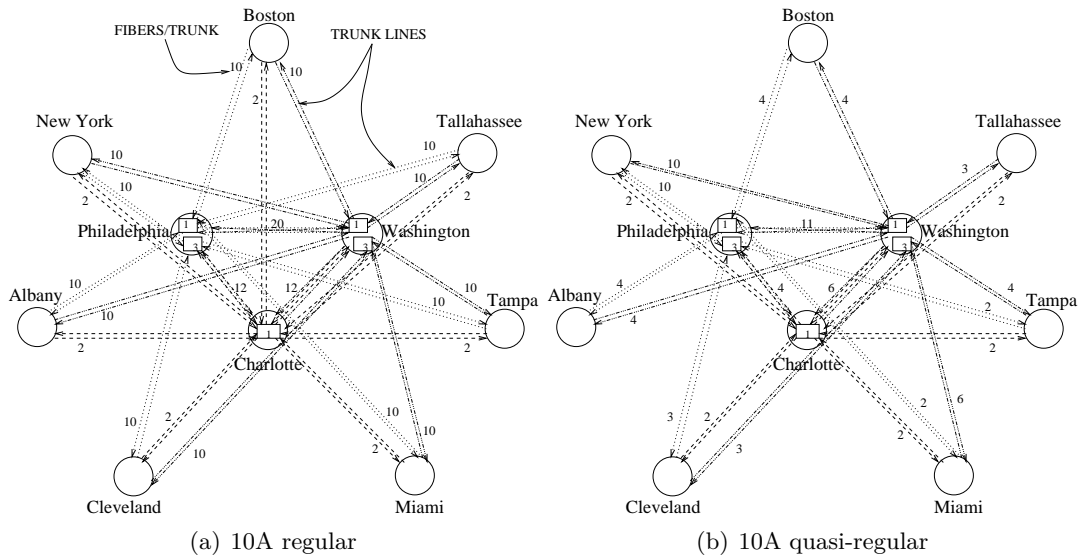 Boston
FIBERS/TRUNK
TRUNK LINES
10
10
2
New York
Tallahassee
10
10
10
10
2
2
Philadelphia
1
3
20
1
3
Washington
12
12
10
10
Albany
10
10
Tampa
2
1
2
Charlotte
10
2
10
10
10
2
Cleveland
Miami
(a) 10A regular
Boston
4
4
New York
Tallahassee
10
10
3
2
2
Philadelphia
1
3
11
1
3
Washington
4
6
4
4
2
Albany
4
Tampa
1
2
Charlotte
3
2
3
2
6
2
Cleveland
Miami
(b) 10A quasi-regular